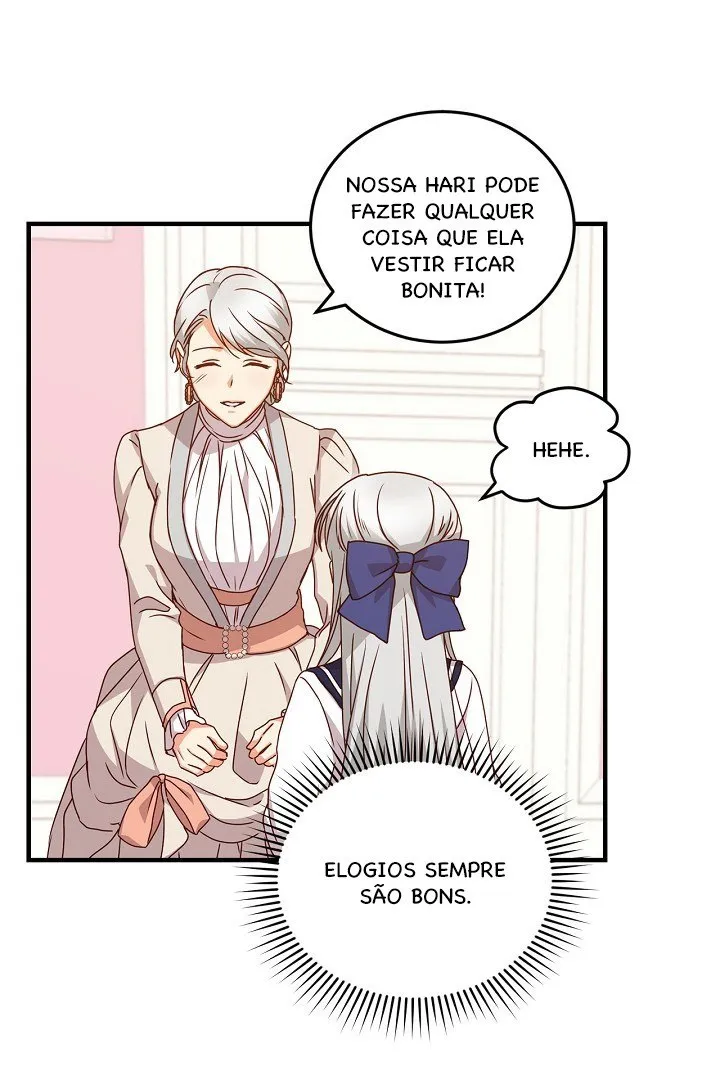 NOSSA HARI PODE
FAZER QUALQUER
COISA QUE ELA
VESTIR FICAR
BONITA!
HEHE.
ELOGIOS SEMPRE
SÃO BONS.